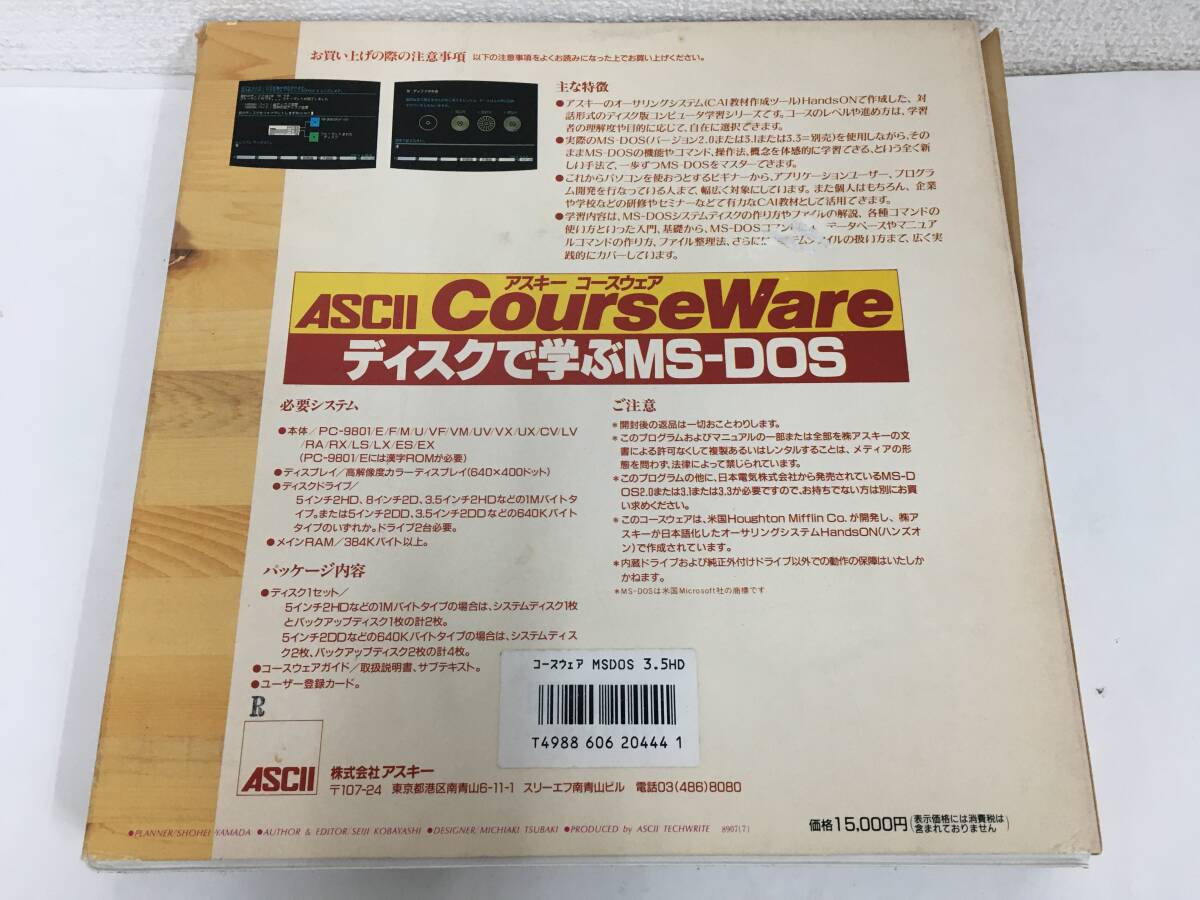 お買い上げの際の注意事項 以下の注意事項をよくお読みになった上でお買い上げください。
主な特徴
●アスキーのオーサリングシステム(CAI教材作成ツール)HandsONで作成した、対
話形式のディスク版コンピュータ学習シリーズです。コースのレベルや進め方は、学習
者の理解度や目的に応じて、自在に選択できます。
●実際のMS-DOS(バージョン2.0または3.1または3.3=別売)を使用しながら、その
ままMS-DOSの機能やコマンド、操作法、概念を体感的に学習できる、という全く新
しい手法で、一歩ずつMS-DOSをマスターできます。
●これからパソコンを使おうとするビギナーから、アプリケーションユーザー、プログラ
ム開発を行なっている人まで、幅広く対象にしています。また個人はもちろん、企業
や学校などの研修やセミナーなどで有力なCAI教材として活用できます。
●学習内容は、MS-DOSシステムディスクの作り方やファイルの解説、各種コマンドの
使い方といった入門、基礎から、MS-DOSコマンド データベースやマニュア
ルコマンドの作り方、ファイル整理法、さらに ファイルの扱い方まで、広く実
践的にカバーしています。
アスキー コースウェア
ASCII CourseWare
ディスクで学ぶMS-DOS
必要システム
●本体/PC-9801/E/F/M/U/VF/VM/UV/VX/UX/CV/LV
/RA/RX/LS/LX/ES/EX
(PC-9801/Eには漢字ROMが必要)
●ディスプレイ/高解像度カラーディスプレイ(640×400ドット)
●ディスクドライブ/
5インチ2HD、8インチ2D、3.5インチ2HDなどの1Mバイトタ
イプ。または5インチ2DD、3.5インチ2DDなどの640Kバイト
タイプのいずれか。ドライブ2台必要。
●メインRAM/384Kバイト以上。
パッケージ内容
●ディスク1セット/
5インチ2HDなどの1Mバイトタイプの場合は、システムディスク1枚
とバックアップディスク1枚の計2枚。
5インチ2DDなどの640Kバイトタイプの場合は、システムディス
ク2枚、バックアップディスク2枚の計4枚。
●コースウェアガイド/取扱説明書、サブテキスト。
●ユーザー登録カード。
R
ご注意
*開封後の返品は一切おことわりします。
*このプログラムおよびマニュアルの一部または全部を㈱アスキーの文
書による許可なくして複製あるいはレンタルすることは、メディアの形
態を問わず、法律によって禁じられています。
*このプログラムの他に、日本電気株式会社から発売されているMS-D
OS2.0または3.1または3.3が必要ですので、お持ちでない方は別にお買
い求めください。
*このコースウェアは、米国Houghton Mifflin Co.が開発し、㈱ア
スキーが日本語化したオーサリングシステムHandsON(ハンズオ
ン)で作成されています。
*内蔵ドライブおよび純正外付けドライブ以外での動作の保障はいたしか
かねます。
*MS-DOSは米国Microsoft社の商標です
コースウェア MSDOS 3.5HD
T4988 606 20444 1
ASCII
株式会社アスキー
〒107-24 東京都港区南青山6-11-1 スリーエフ南青山ビル 電話03(486)8080
●PLANNER/SHOHEI YAMADA ●AUTHOR & EDITOR/SEIJI KOBAYASHI ●DESIGNER/MICHIAKI TSUBAKI ●PRODUCED by ASCII TECHWRITE 8907(7)
価格15,000円(表示価格には消費税は
含まれておりません)